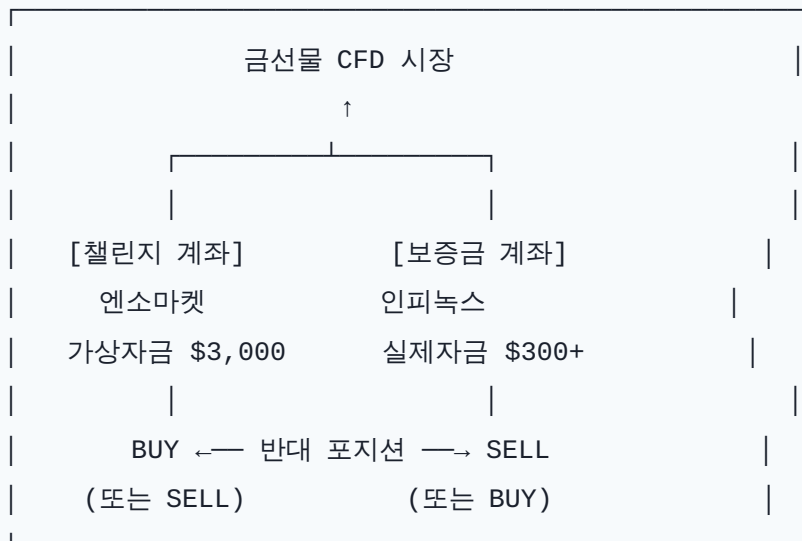 금선물 CFD 시장
↑
[챌린지 계좌] [보증금 계좌]
엔소마켓 인피녹스
가상자금 $3,000 실제자금 $300+
BUY ←── 반대 포지션 ──→ SELL
(또는 SELL) (또는 BUY)